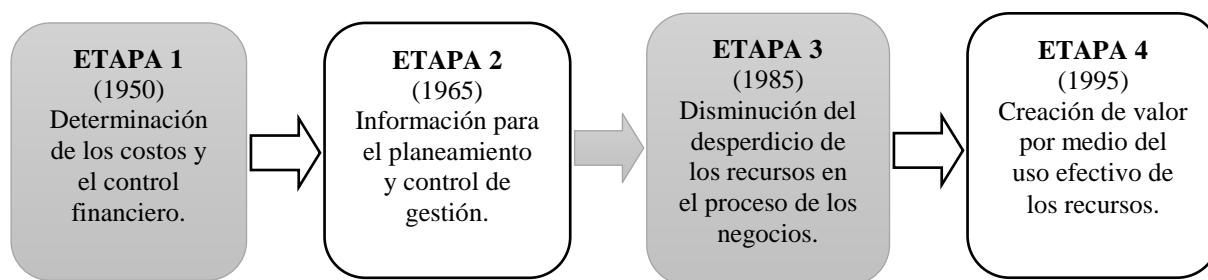 ETAPA 1
(1950)
Determinación
de los costos y
el control
financiero.
ETAPA 2
(1965)
Información para
el planeamiento
y control de
gestión.
ETAPA 3
(1985)
Disminución del
desperdicio de
los recursos en
el proceso de los
negocios.
ETAPA 4
(1995)
Creación de valor
por medio del
uso efectivo de
los recursos.